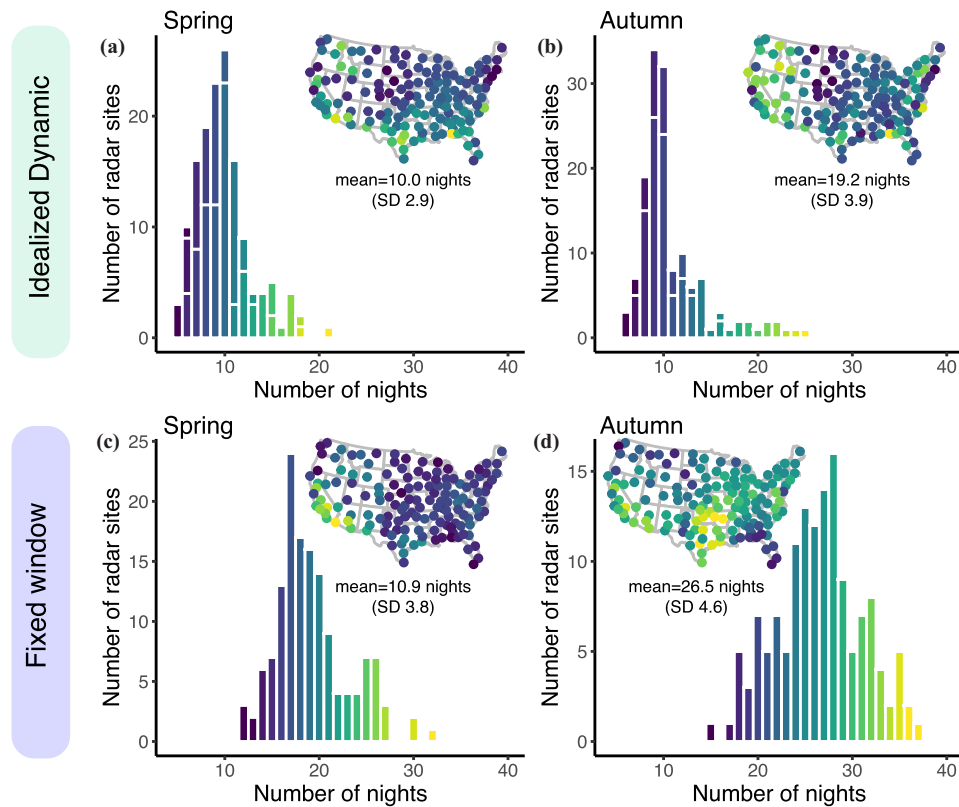 Idealized Dynamic
(a)
Spring
Number of radar sites
20
10
0
mean=10.0 nights
(SD 2.9)
10
20
30
40
Number of nights
(b)
Autumn
Number of radar sites
30
20
10
0
mean=19.2 nights
(SD 3.9)
10
20
30
40
Number of nights
Fixed window
(c)
Spring
Number of radar sites
25
20
15
10
5
0
mean=10.9 nights
(SD 3.8)
10
20
30
40
Number of nights
(d)
Autumn
Number of radar sites
15
10
5
0
mean=26.5 nights
(SD 4.6)
10
20
30
40
Number of nights